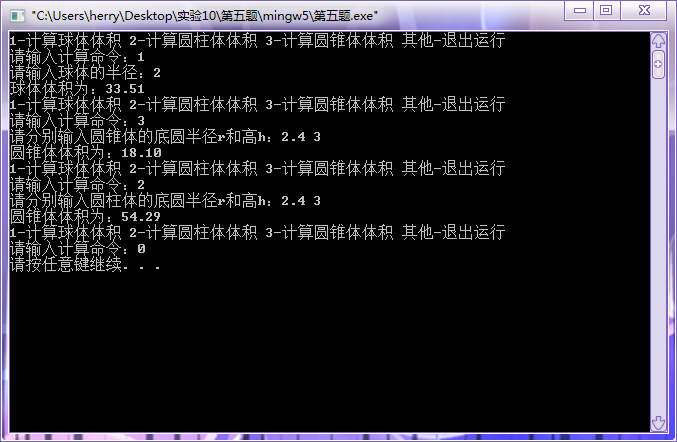 "C:\Users\herry\Desktop\实验10\第五题\mingw5\第五题.exe"
1-计算球体体积 2-计算圆柱体体积 3-计算圆锥体体积 其他-退出运行
请输入计算命令：1
请输入球体的半径：2
球体体积为：33.51
1-计算球体体积 2-计算圆柱体体积 3-计算圆锥体体积 其他-退出运行
请输入计算命令：3
请分别输入圆锥体的底圆半径r和高h：2.4 3
圆锥体体积为：18.10
1-计算球体体积 2-计算圆柱体体积 3-计算圆锥体体积 其他-退出运行
请输入计算命令：2
请分别输入圆柱体的底圆半径r和高h：2.4 3
圆锥体体积为：54.29
1-计算球体体积 2-计算圆柱体体积 3-计算圆锥体体积 其他-退出运行
请输入计算命令：0
请按任意键继续. . .